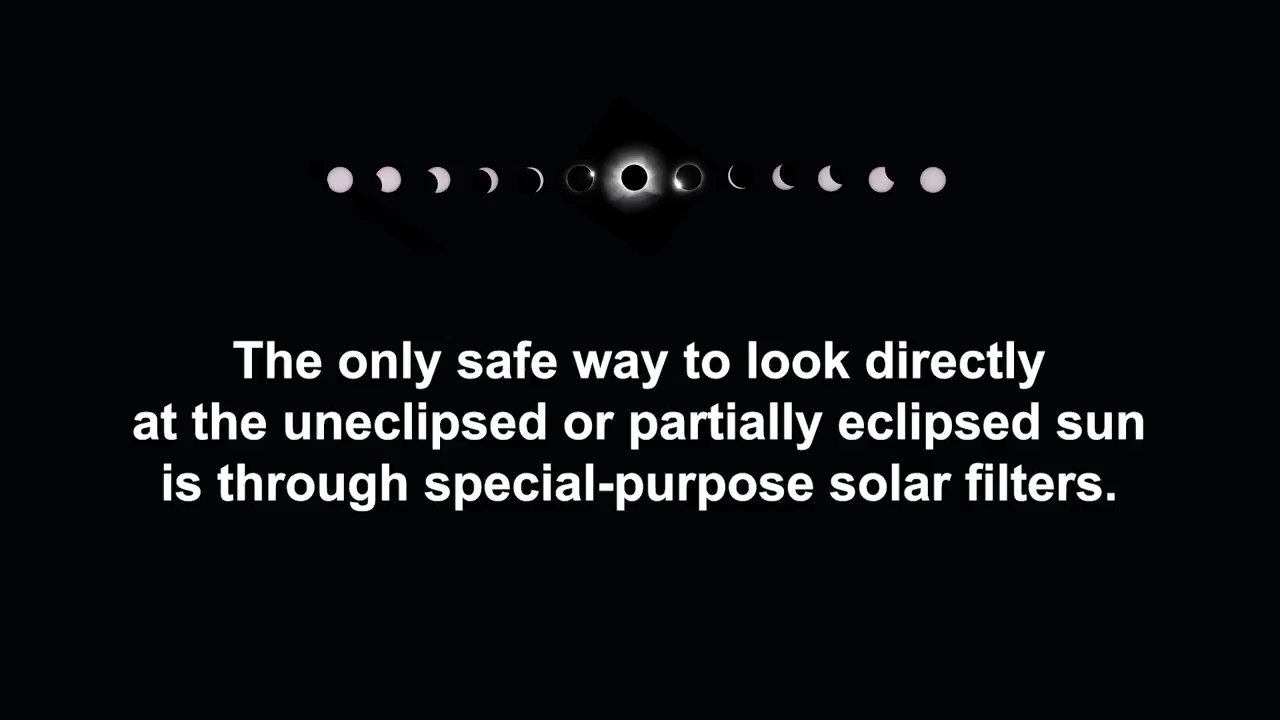 The only safe way to look directly
at the uneclipsed or partially eclipsed sun
is through special-purpose solar filters.